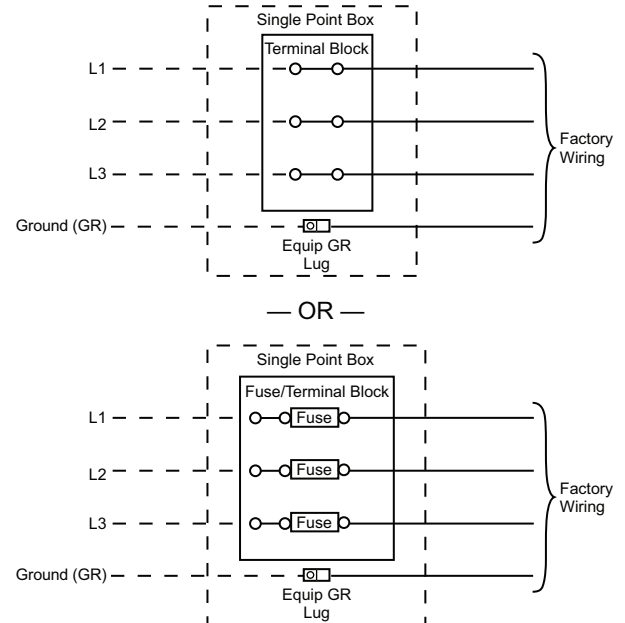 Single Point Box
Terminal Block
L1
L2
L3
Factory
Wiring
Ground (GR)
Equip GR
Lug
— OR —
Single Point Box
Fuse/Terminal Block
L1
Fuse
L2
Fuse
L3
Fuse
Factory
Wiring
Ground (GR)
Equip GR
Lug